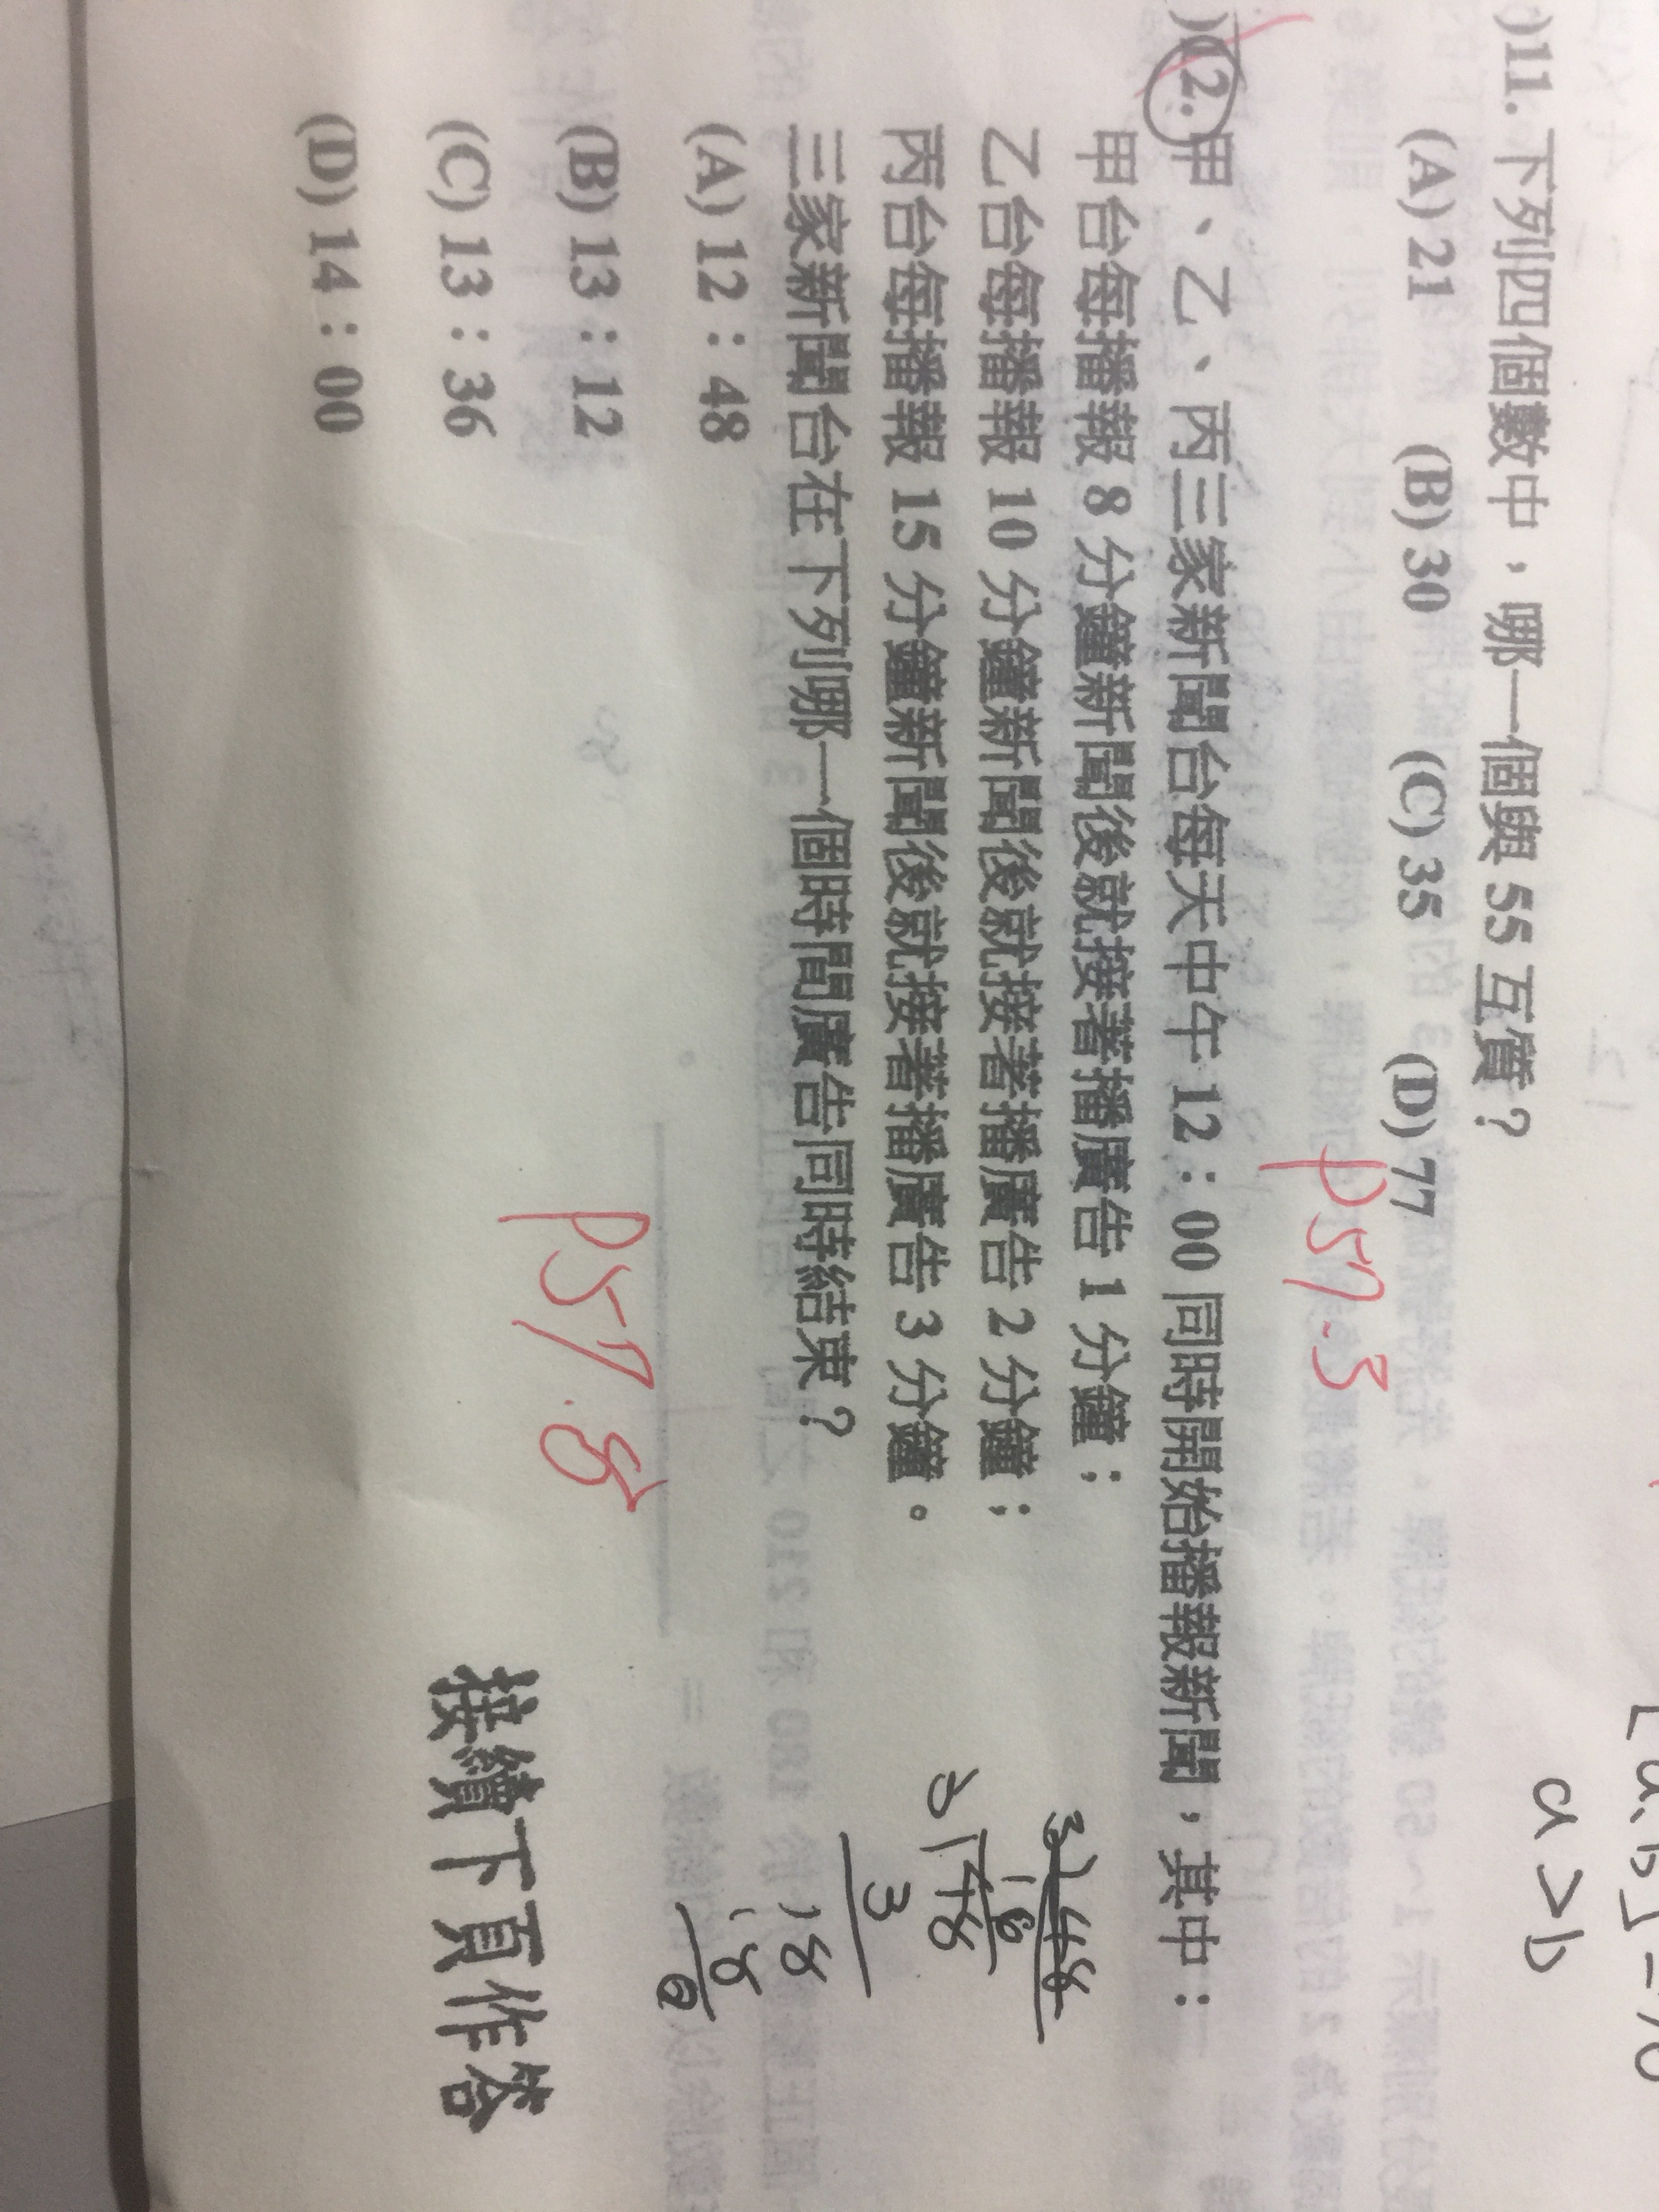 )11. 下列四個數中，哪一個與 55 互質？
(A) 21 (B) 30 (C) 35 (D) 77
p57.3
)12. 甲、乙、丙三家新聞台每天中午 12：00 同時開始播報新聞，其中：
甲台每播報 8 分鐘新聞後就接著播廣告 1 分鐘；
乙台每播報 10 分鐘新聞後就接著播廣告 2 分鐘；
丙台每播報 15 分鐘新聞後就接著播廣告 3 分鐘。
三家新聞台在下列哪一個時間廣告同時結束？
(A) 12：48
(B) 13：12
(C) 13：36
(D) 14：00
p57.8
a>b
3
18
18
接續下頁作答